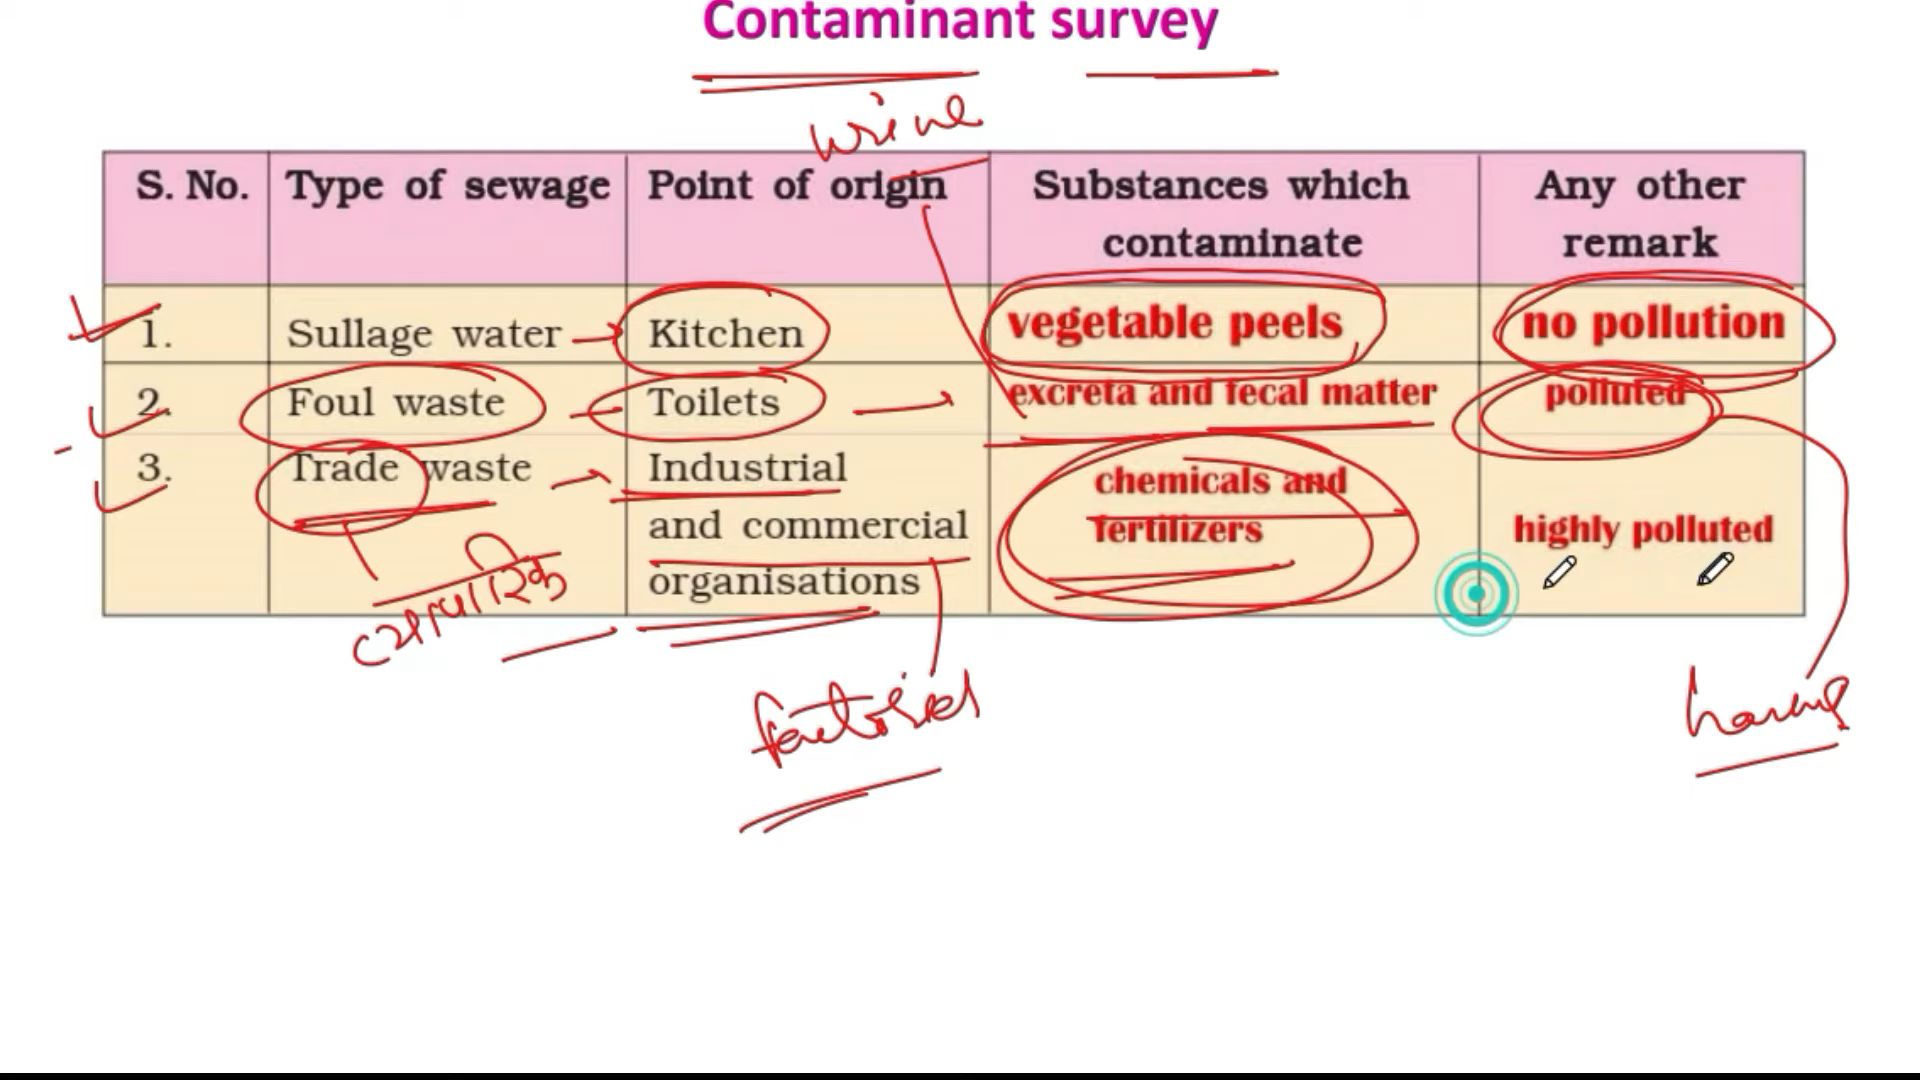 Contaminant survey
urine
S. No. Type of sewage Point of origin Substances which contaminate Any other remark
1. Sullage water Kitchen vegetable peels no pollution
2. Foul waste Toilets excreta and fecal matter polluted
3. Trade waste Industrial and commercial organisations chemicals and fertilizers highly polluted